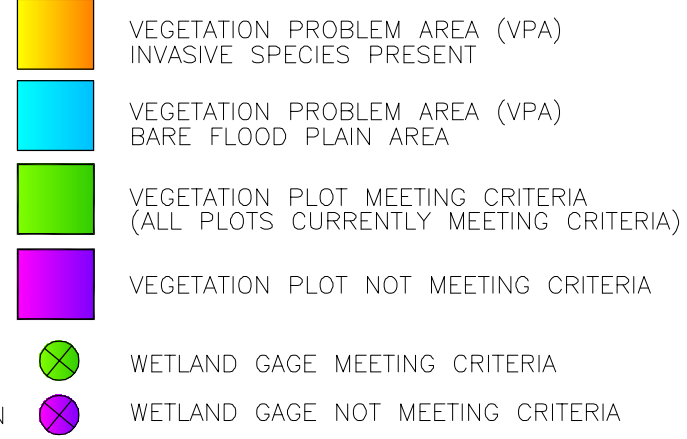 VEGETATION PROBLEM AREA (VPA)
INVASIVE SPECIES PRESENT
VEGETATION PROBLEM AREA (VPA)
BARE FLOOD PLAIN AREA
VEGETATION PLOT MEETING CRITERIA
(ALL PLOTS CURRENTLY MEETING CRITERIA)
VEGETATION PLOT NOT MEETING CRITERIA
WETLAND GAGE MEETING CRITERIA
N WETLAND GAGE NOT MEETING CRITERIA